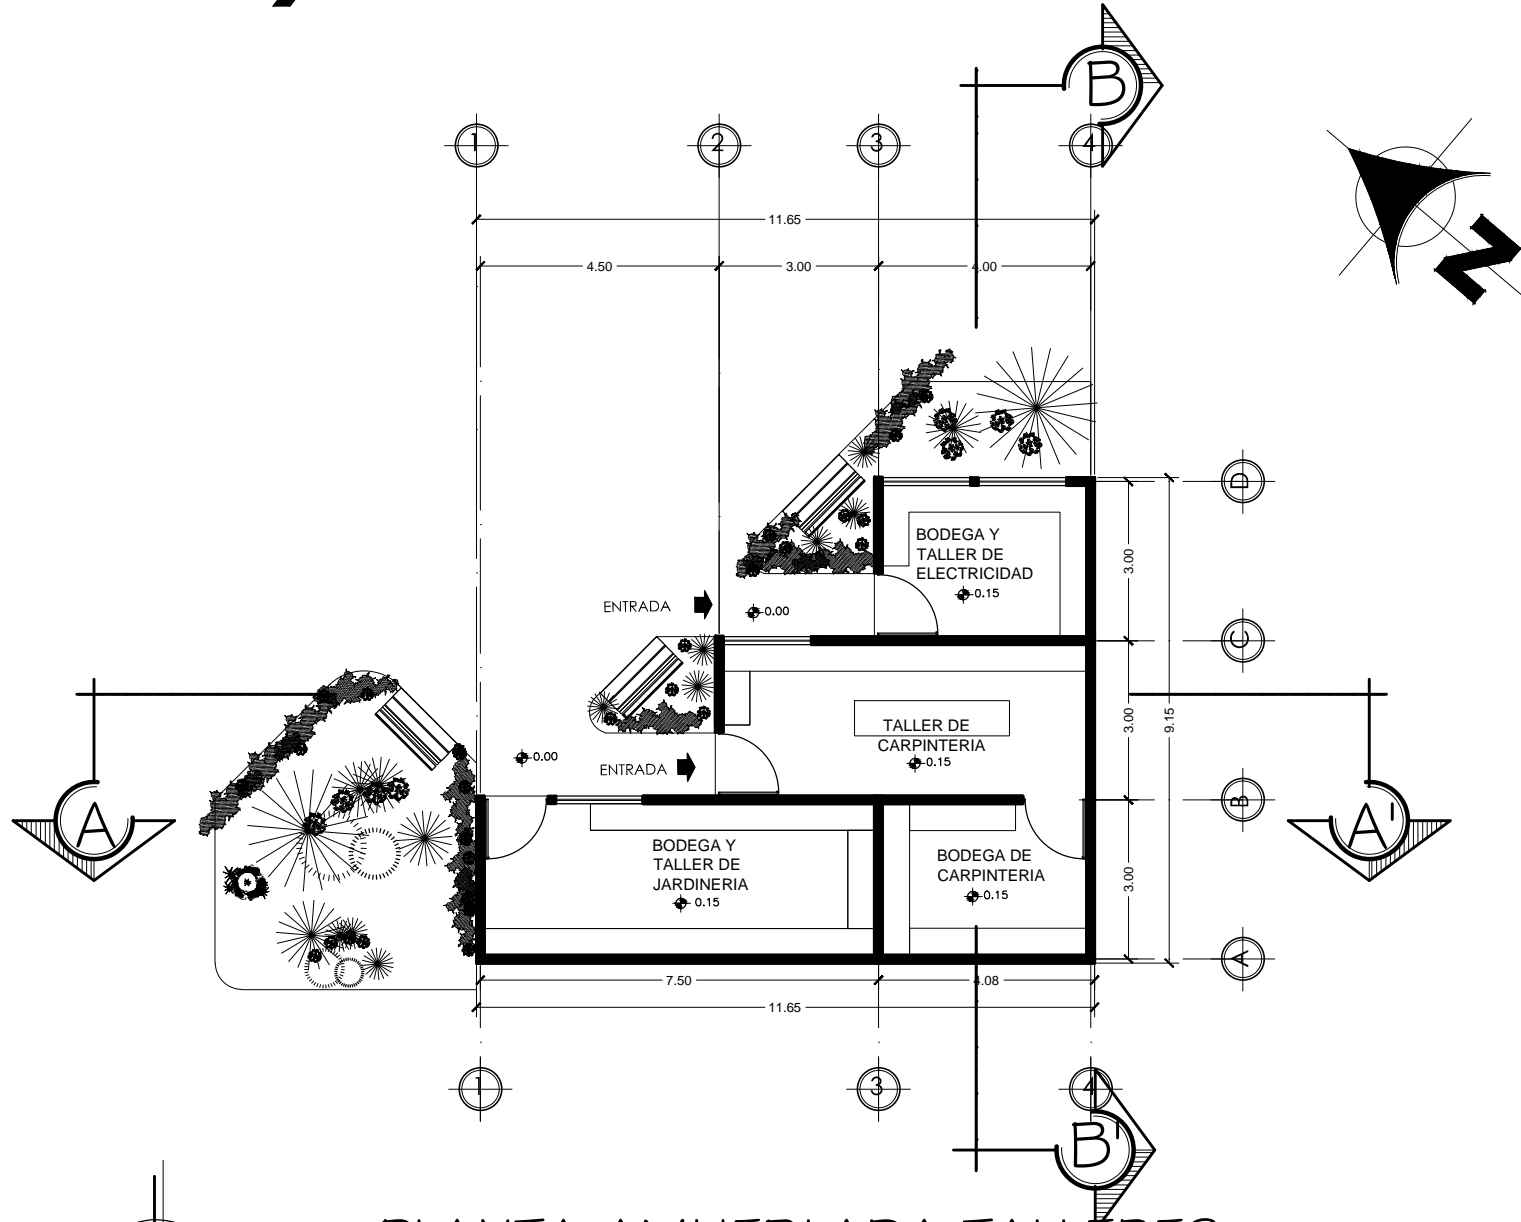 B
1
2
3
4
11.65
4.50
3.00
4.00
N
D
BODEGA Y
TALLER DE
ELECTRICIDAD
0.15
3.00
ENTRADA
0.00
C
TALLER DE
CARPINTERIA
0.15
3.00
9.15
0.00
ENTRADA
A
A'
B
BODEGA Y
TALLER DE
JARDINERIA
0.15
BODEGA DE
CARPINTERIA
0.15
3.00
A
7.50
4.08
11.65
1
3
4
B'
PLANTA AMUEBLADA TALLERES